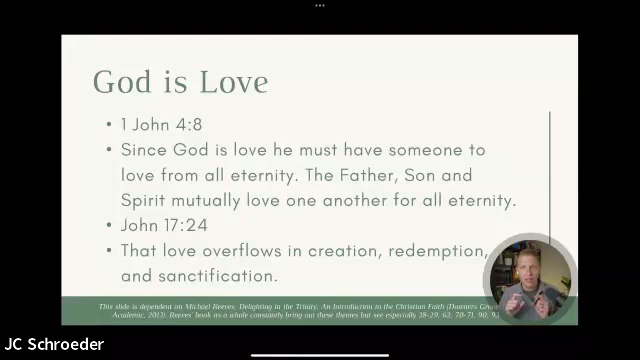 God is Love
• 1 John 4:8
• Since God is love he must have someone to
love from all eternity. The Father, Son and
Spirit mutually love one another for all eternity.
• John 17:24
• That love overflows in creation, redemption,
and sanctification.
This slide is dependent on Michael Reeves, Delighting in the Trinity: An Introduction to the Christian Faith (Downers
Academic, 2012). Reeves' book as a whole constantly bring out these themes but see especially 28-29, 62, 70-71, 90,
JC Schroeder